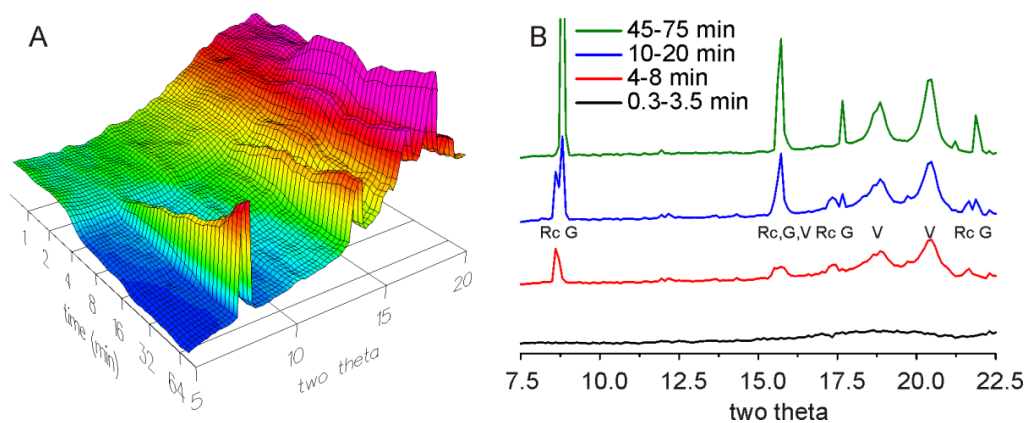 A
1
2
4
8
16
32
64
time (min)
5
10
15
20
two theta
B
45-75 min
10-20 min
4-8 min
0.3-3.5 min
Rc G Rc,G,V Rc G V V Rc G
7.5 10.0 12.5 15.0 17.5 20.0 22.5
two theta